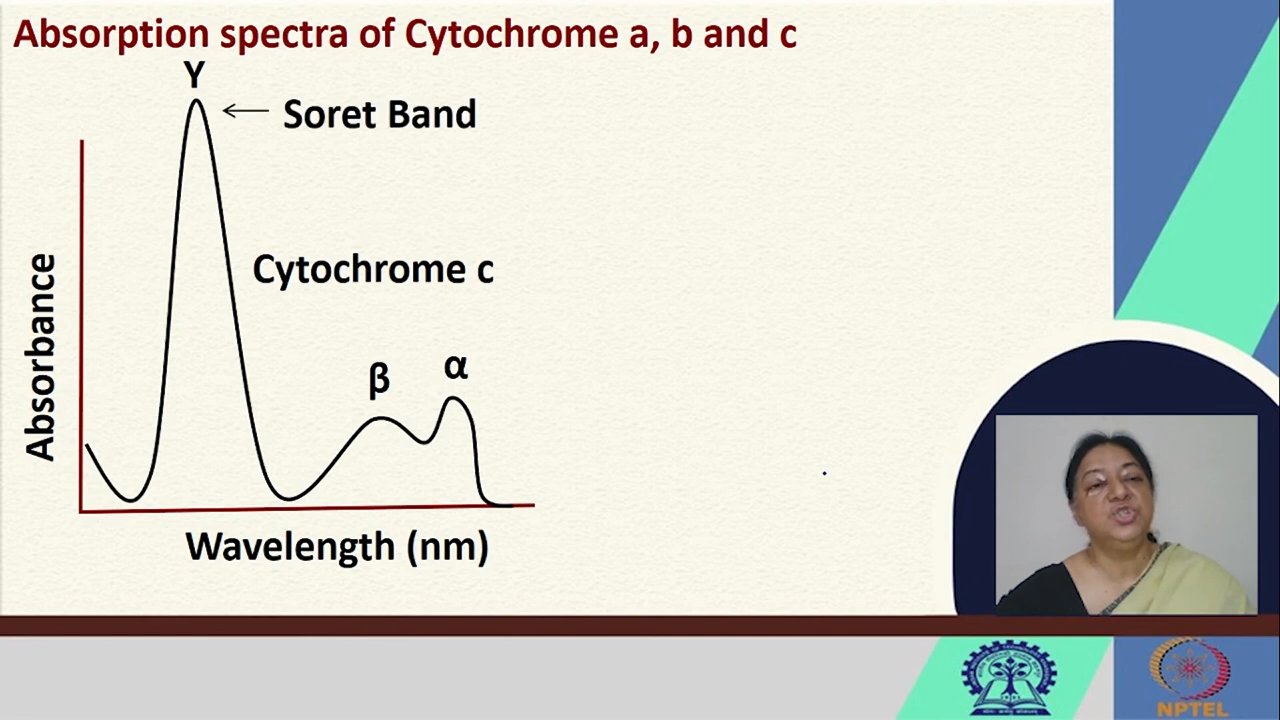 Absorption spectra of Cytochrome a, b and c
Y
Soret Band
Cytochrome c
β
α
Absorbance
Wavelength (nm)
NPTEL